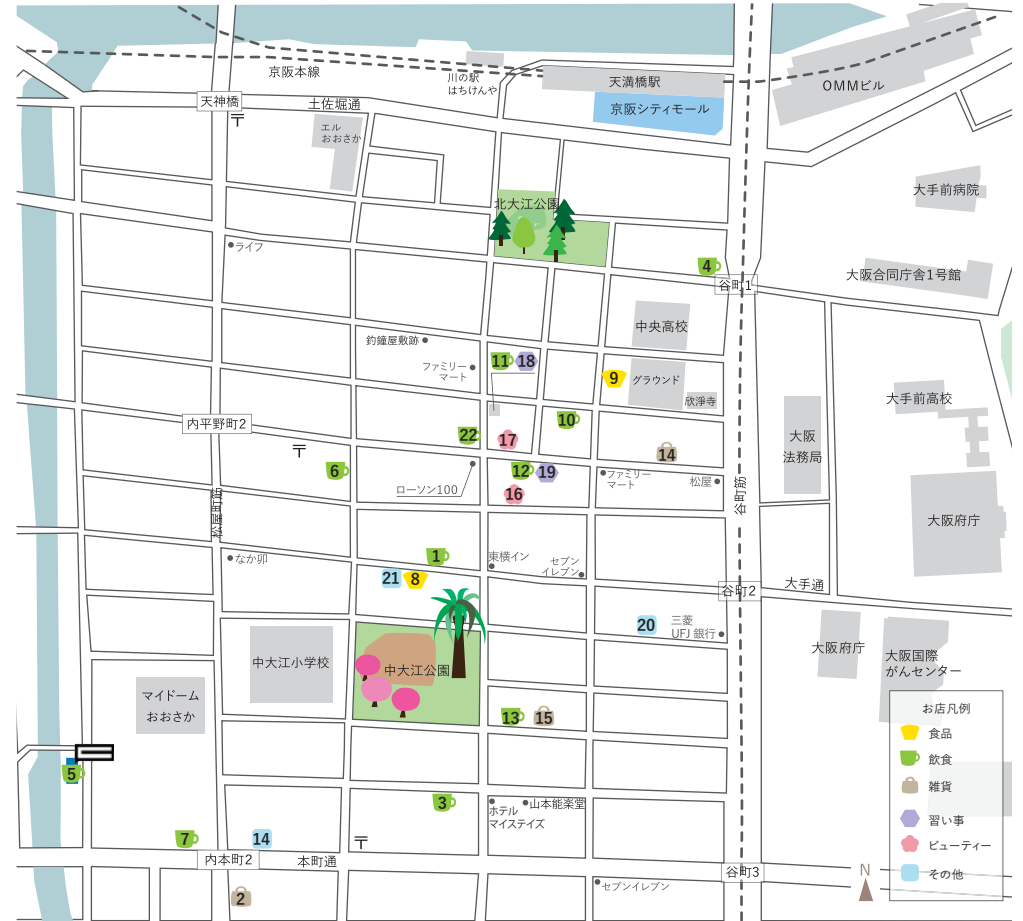 京阪本線
川の駅
はちけんや
天満橋駅
OMMビル
天神橋
土佐堀通
京阪シティモール
〒
エル
おおさか
大手前病院
北大江公園
ライフ
4
大阪合同庁舎1号館
谷町1
中央高校
釣鐘屋敷跡
ファミリー
マート
11
18
9
グラウンド
欣淨寺
大手前高校
内平野町2
10
22
17
〒
14
大阪
法務局
6
12
19
ファミリー
マート
松屋
ローソン100
16
松屋町筋
谷町筋
大阪府庁
なか卯
1
東横イン
セブン
イレブン
21
8
大手通
谷町2
20
三菱
UFJ 銀行
中大江小学校
中大江公園
大阪府庁
大阪国際
がんセンター
マイドーム
おおさか
13
15
お店凡例
食品
飲食
雑貨
習い事
ビューティー
その他
5
3
ホテル
マイステイズ
山本能楽堂
7
14
〒
内本町2
本町通
谷町3
N
2
セブンイレブン